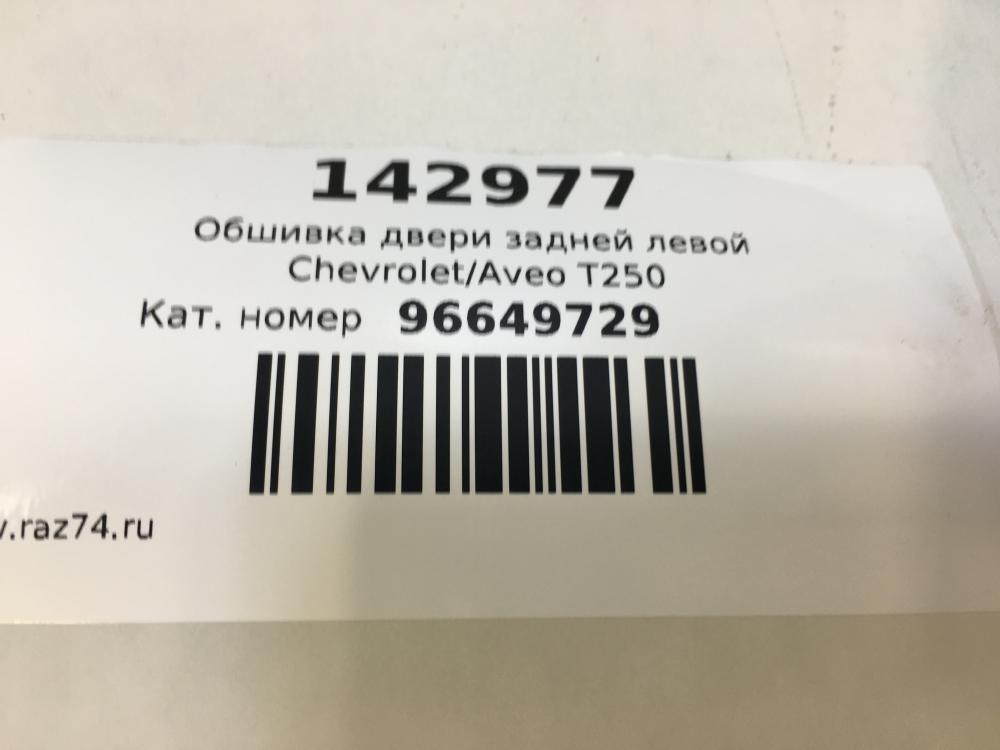 142977
Обшивка двери задней левой
Chevrolet/Aveo T250
Кат. номер 96649729
.raz74.ru